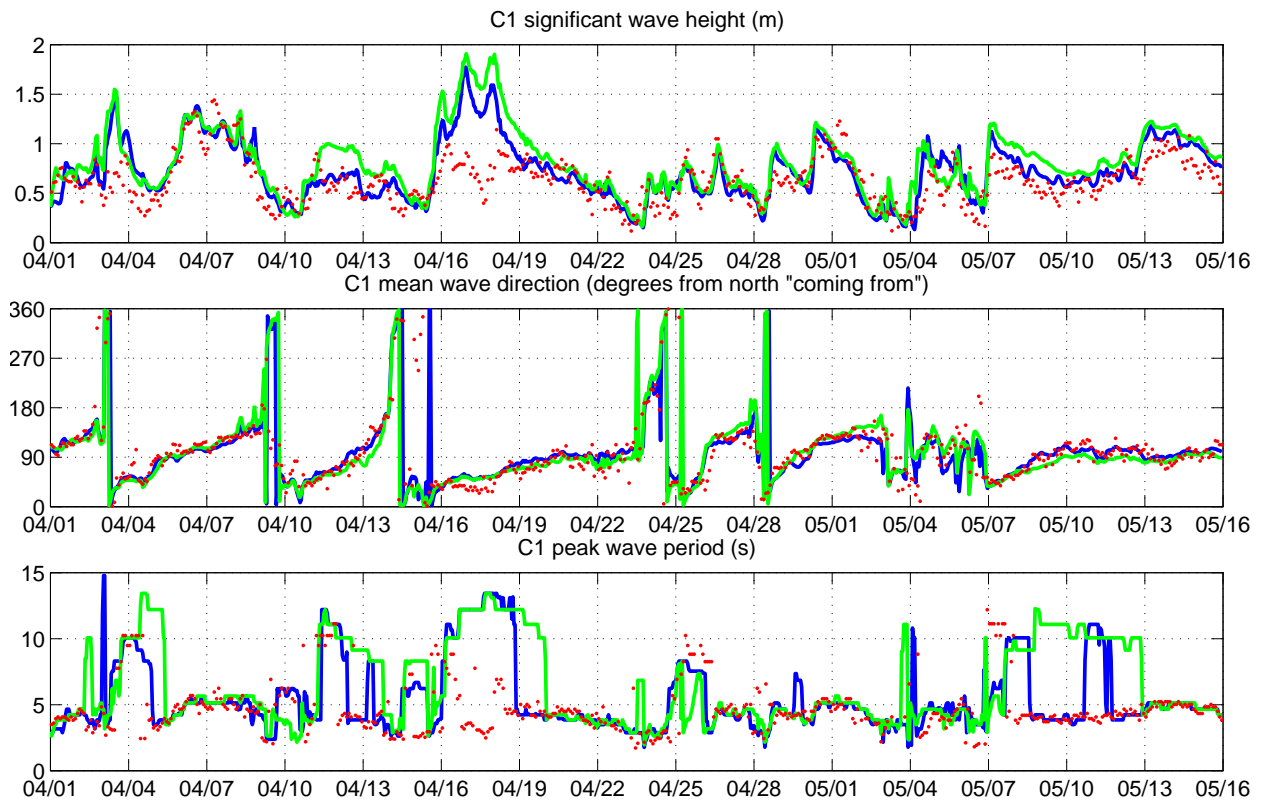 C1 significant wave height (m)
2
1.5
1
0.5
0
04/01 04/04 04/07 04/10 04/13 04/16 04/19 04/22 04/25 04/28 05/01 05/04 05/07 05/10 05/13 05/16
C1 mean wave direction (degrees from north "coming from")
360
270
180
90
0
04/01 04/04 04/07 04/10 04/13 04/16 04/19 04/22 04/25 04/28 05/01 05/04 05/07 05/10 05/13 05/16
C1 peak wave period (s)
15
10
5
0
04/01 04/04 04/07 04/10 04/13 04/16 04/19 04/22 04/25 04/28 05/01 05/04 05/07 05/10 05/13 05/16